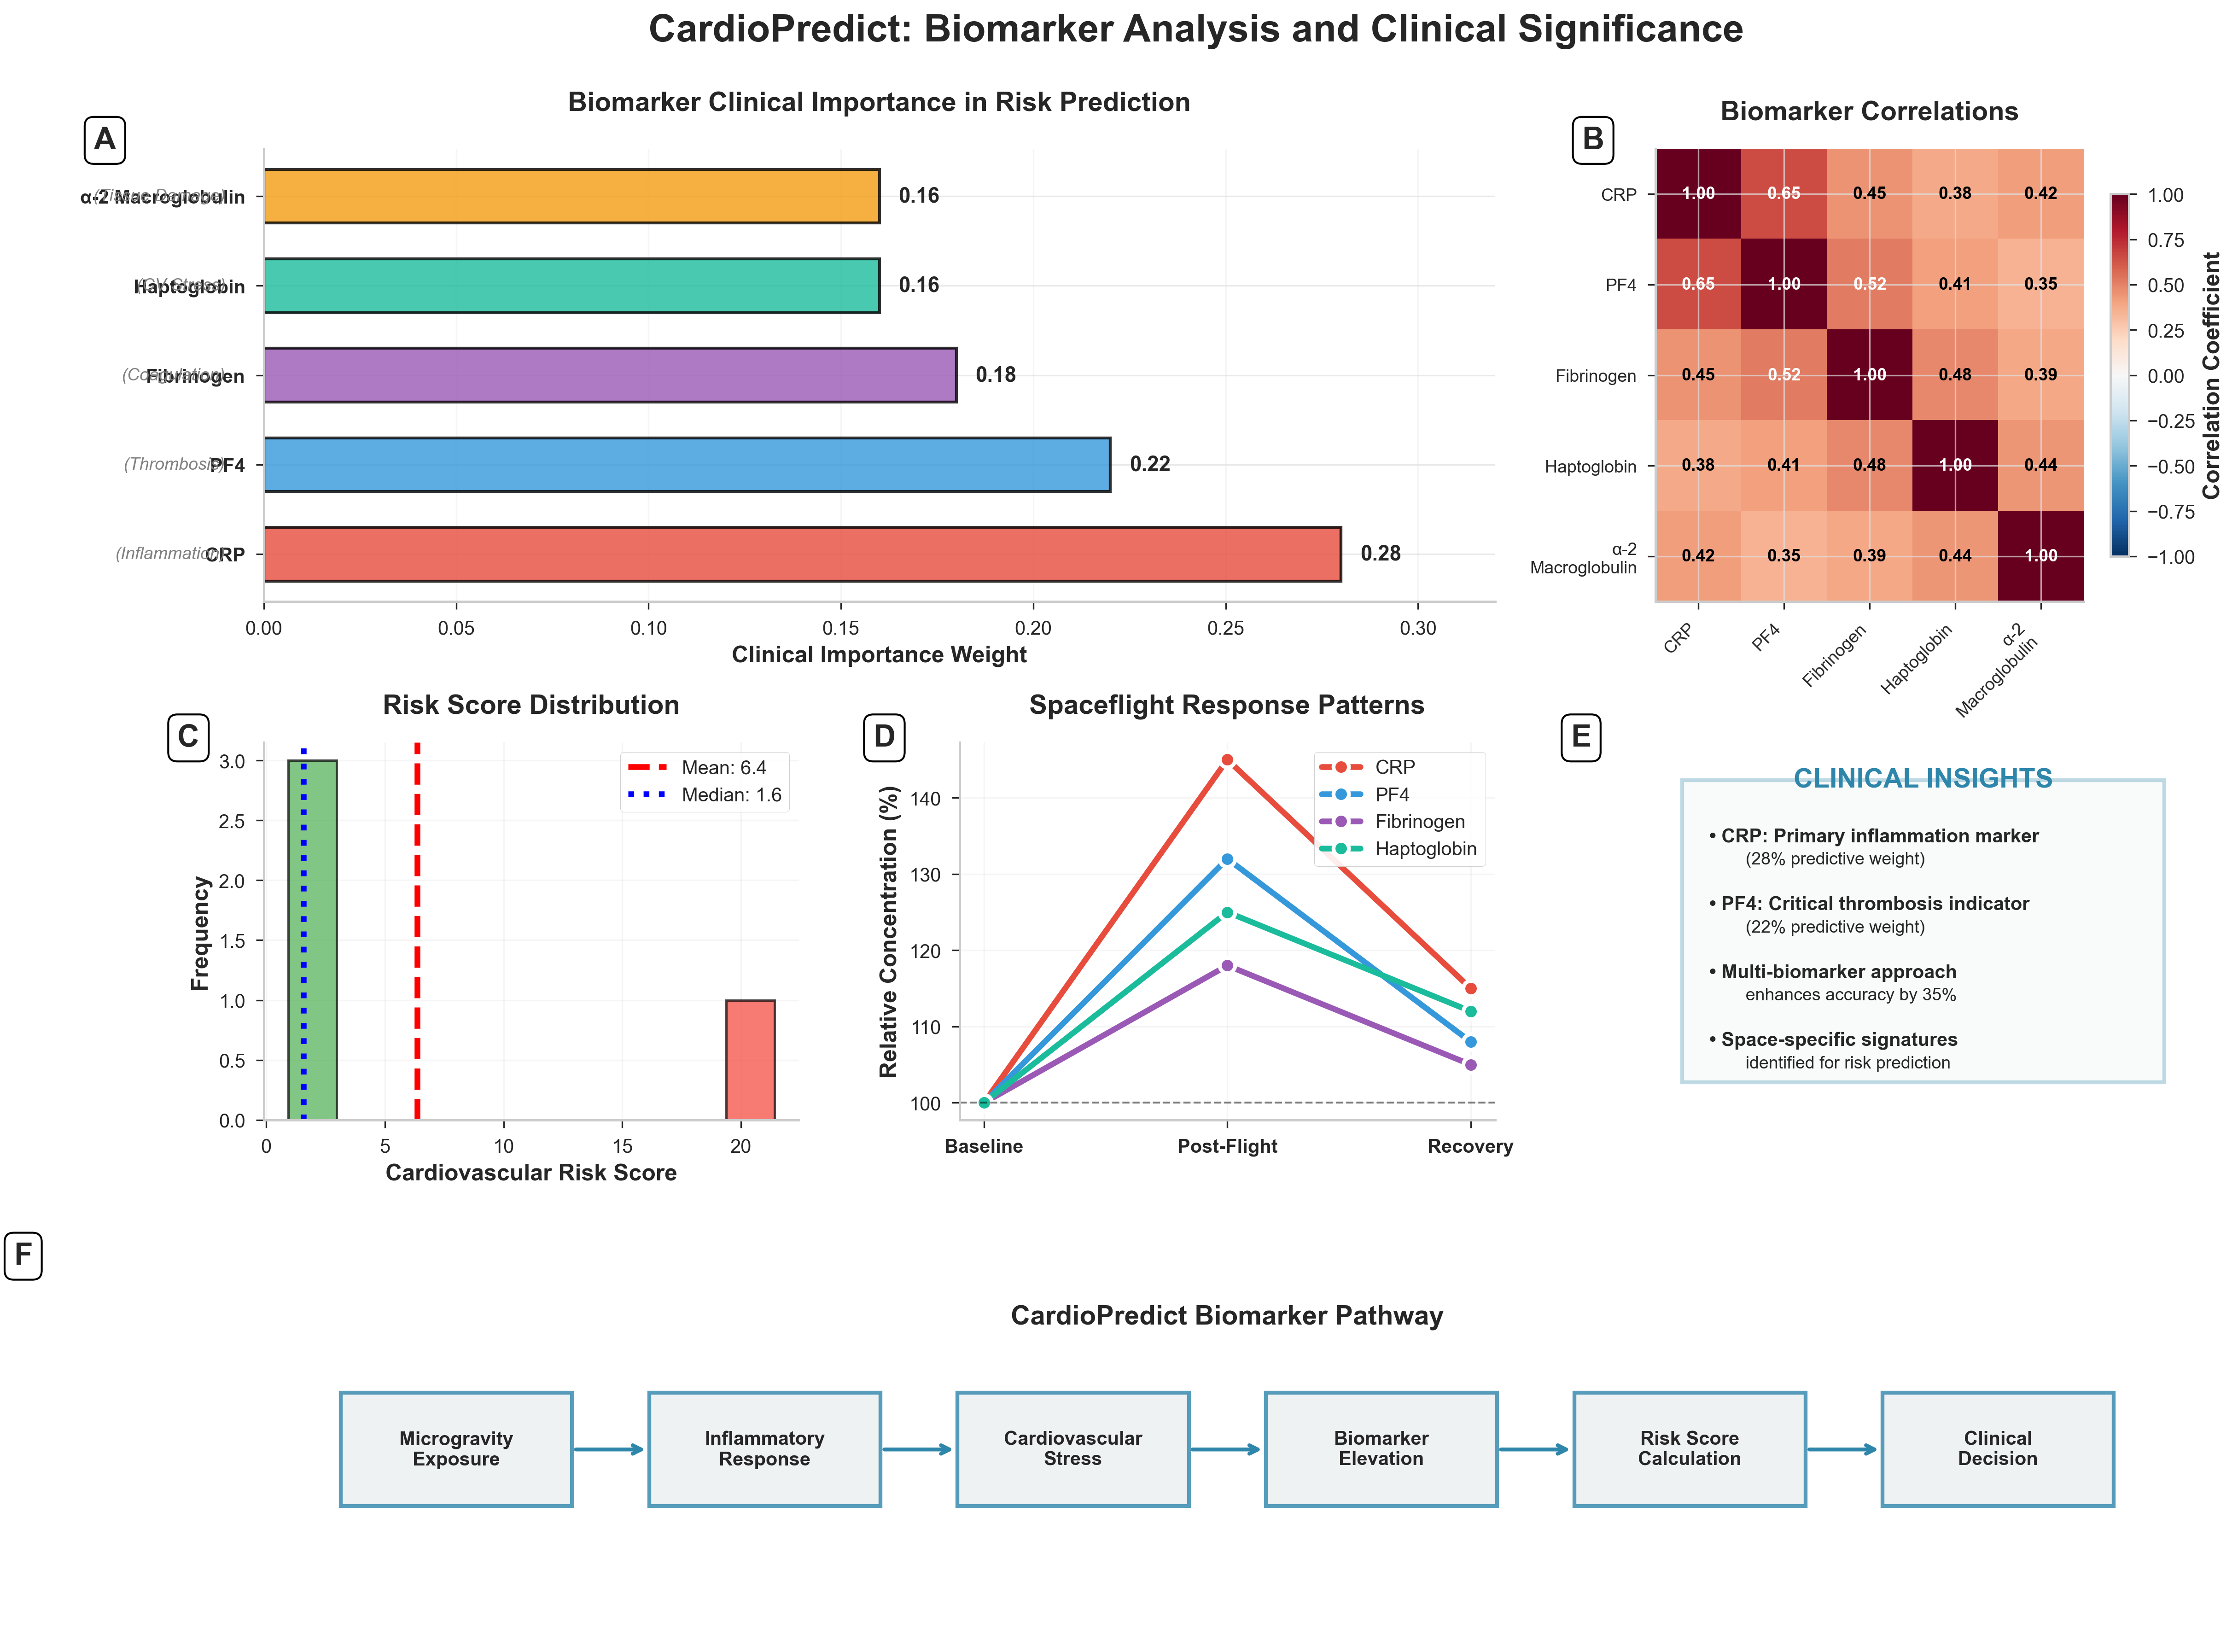 CardioPredict: Biomarker Analysis and Clinical Significance
A
Biomarker Clinical Importance in Risk Prediction
α-2 Macroglobulin
(Tissue Damage)
0.16
Haptoglobin
(CV Stress)
0.16
Fibrinogen
(Coagulation)
0.18
PF4
(Thrombosis)
0.22
CRP
(Inflammation)
0.28
0.00 0.05 0.10 0.15 0.20 0.25 0.30
Clinical Importance Weight
B
Biomarker Correlations
CRP 1.00 0.65 0.45 0.38 0.42
PF4 0.65 1.00 0.52 0.41 0.35
Fibrinogen 0.45 0.52 1.00 0.48 0.39
Haptoglobin 0.38 0.41 0.48 1.00 0.44
α-2
Macroglobulin 0.42 0.35 0.39 0.44 1.00
CRP
PF4
Fibrinogen
Haptoglobin
α-2
Macroglobulin
1.00
0.75
0.50
0.25
0.00
−0.25
−0.50
−0.75
−1.00
Correlation Coefficient
C
Risk Score Distribution
Mean: 6.4
Median: 1.6
3.0
2.5
2.0
1.5
1.0
0.5
0.0
Frequency
0 5 10 15 20
Cardiovascular Risk Score
D
Spaceflight Response Patterns
CRP
PF4
Fibrinogen
Haptoglobin
140
130
120
110
100
Relative Concentration (%)
Baseline Post-Flight Recovery
E
CLINICAL INSIGHTS
• CRP: Primary inflammation marker
(28% predictive weight)
• PF4: Critical thrombosis indicator
(22% predictive weight)
• Multi-biomarker approach
enhances accuracy by 35%
• Space-specific signatures
identified for risk prediction
F
CardioPredict Biomarker Pathway
Microgravity
Exposure
Inflammatory
Response
Cardiovascular
Stress
Biomarker
Elevation
Risk Score
Calculation
Clinical
Decision